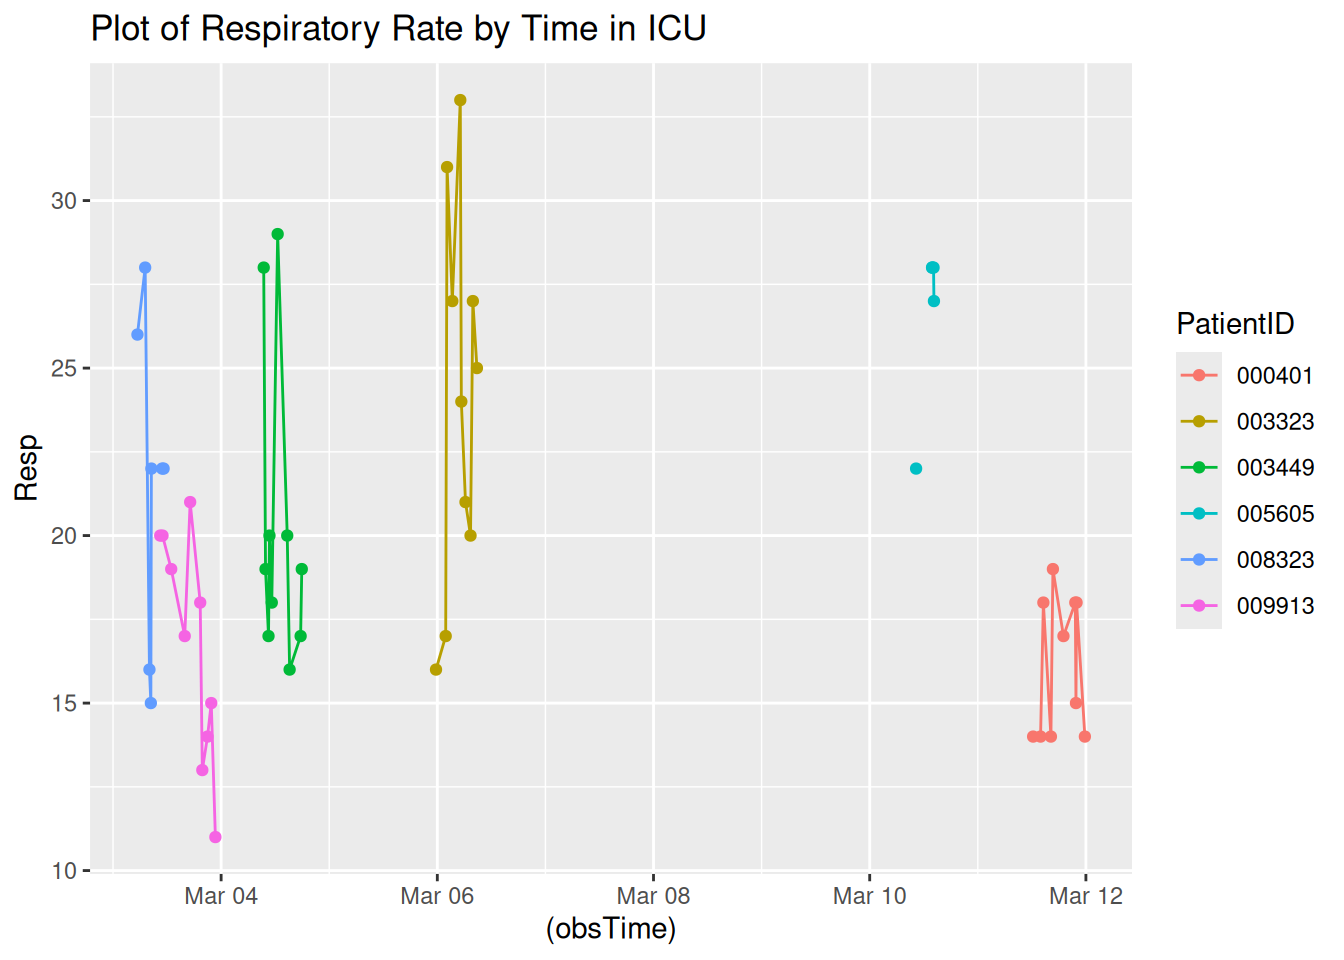 Plot of Respiratory Rate by Time in ICU
30
25
20
15
10
Resp
Mar 04
Mar 06
Mar 08
Mar 10
Mar 12
(obsTime)
PatientID
000401
003323
003449
005605
008323
009913